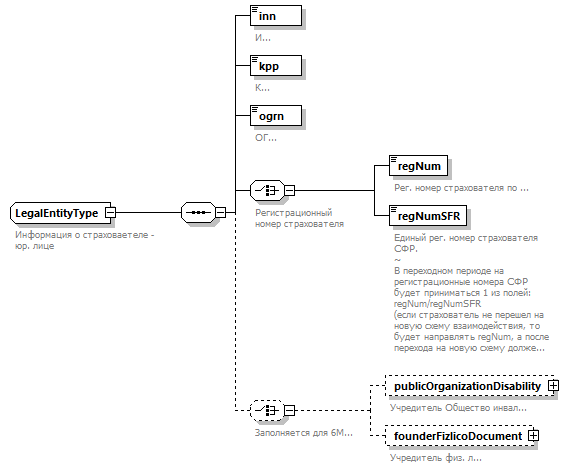 inn
И...
kpp
К...
ogrn
ОГ...
LegalEntityType
Информация о страхваетеле -
юр. лице
Регистрационный
номер страхователя
regNum
Рег. номер страхователя по ...
regNumSFR
Единый рег. номер страхователя
СФР.
~
В переходном периоде на
регистрационные номера СФР
будет приниматься 1 из полей:
regNum/regNumSFR
(если страхователь не перешел на
новую схему взаимодействия, то
будет направлять regNum, а после
перехода на новую схему долже...
Заполняется для 6М...
publicOrganizationDisability
Учредитель Общество инвал...
founderFizlicoDocument
Учредитель физ. л...